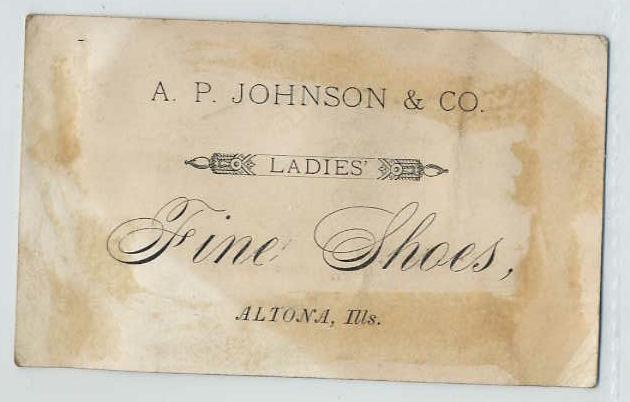 A. P. JOHNSON & CO.
LADIES'
Fine Shoes,
ALTONA, Ills.